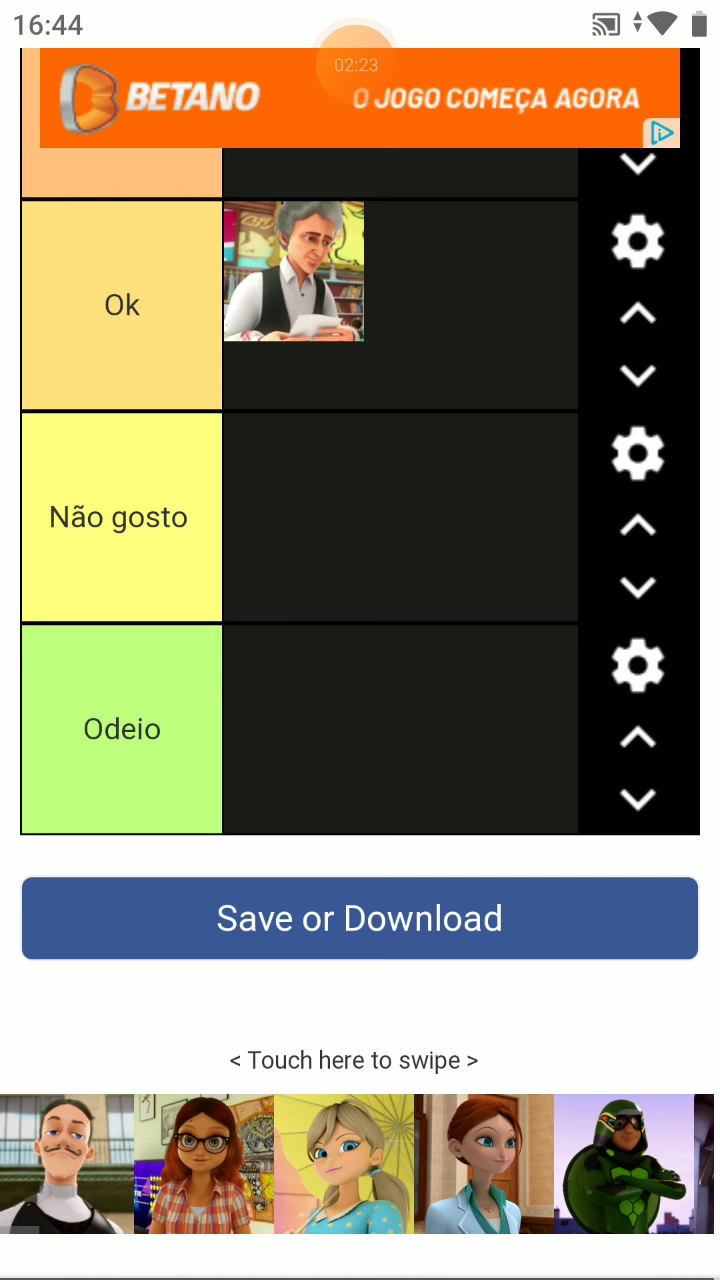 16:44
02:23
BETANO
O JOGO COMEÇA AGORA
Ok
Não gosto
Odeio
Save or Download
< Touch here to swipe >